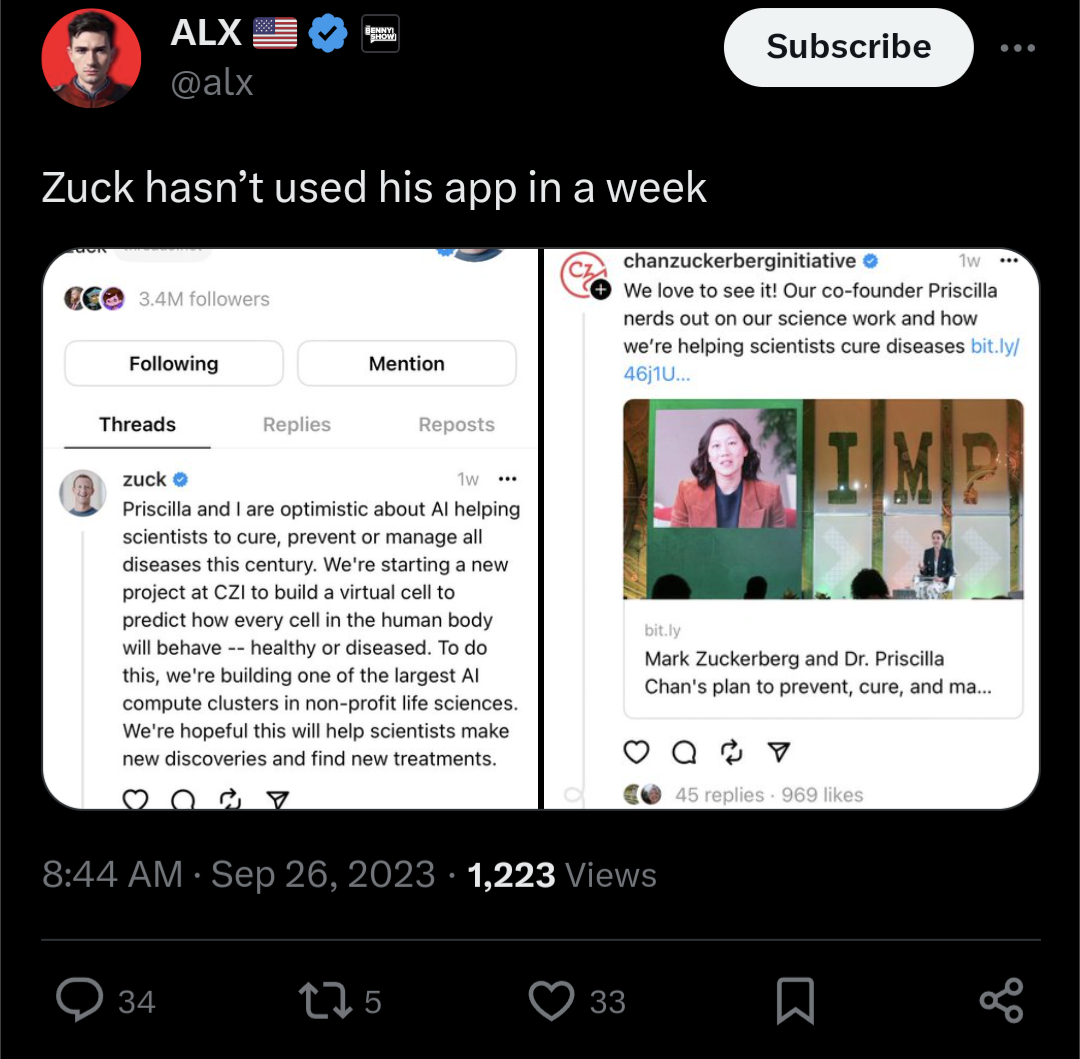 ALX 🇺🇸
BENNY!
SHOW!
Subscribe
@alx
Zuck hasn’t used his app in a week
zuck threads.net
3.4M followers
Following Mention
Threads Replies Reposts
zuck 1w
Priscilla and I are optimistic about AI helping
scientists to cure, prevent or manage all
diseases this century. We're starting a new
project at CZI to build a virtual cell to
predict how every cell in the human body
will behave -- healthy or diseased. To do
this, we're building one of the largest AI
compute clusters in non-profit life sciences.
We're hopeful this will help scientists make
new discoveries and find new treatments.
CZI
chanzuckerberginitiative 1w
We love to see it! Our co-founder Priscilla
nerds out on our science work and how
we're helping scientists cure diseases bit.ly/
46j1U...
IMP
bit.ly
Mark Zuckerberg and Dr. Priscilla
Chan's plan to prevent, cure, and ma...
45 replies · 969 likes
8:44 AM · Sep 26, 2023 · 1,223 Views
34 5 33